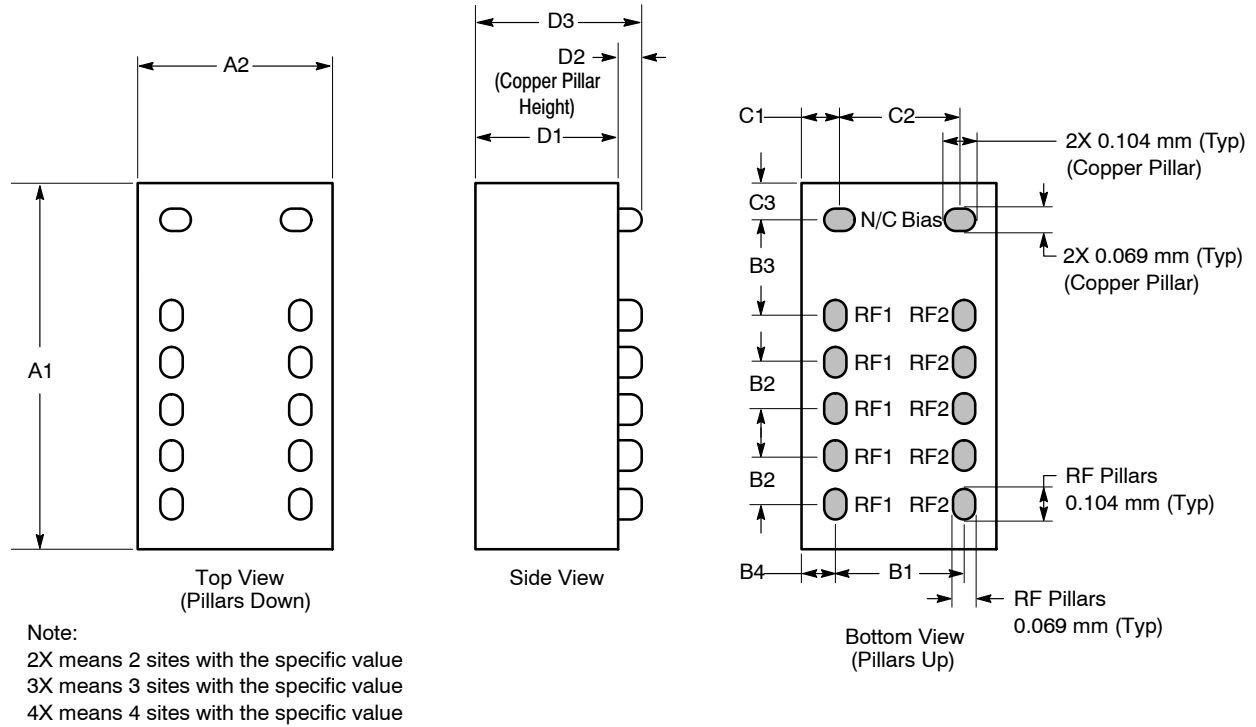 D3
D2
(Copper Pillar
Height)
D1
A2
A1
Top View
(Pillars Down)
Side View
C1
C2
2X 0.104 mm (Typ)
(Copper Pillar)
C3
N/C Bias
2X 0.069 mm (Typ)
(Copper Pillar)
B3
RF1 RF2
RF1 RF2
B2
RF1 RF2
RF1 RF2
B2
RF1 RF2
RF Pillars
0.104 mm (Typ)
B4
B1
RF Pillars
0.069 mm (Typ)
Bottom View
(Pillars Up)
Note:
2X means 2 sites with the specific value
3X means 3 sites with the specific value
4X means 4 sites with the specific value